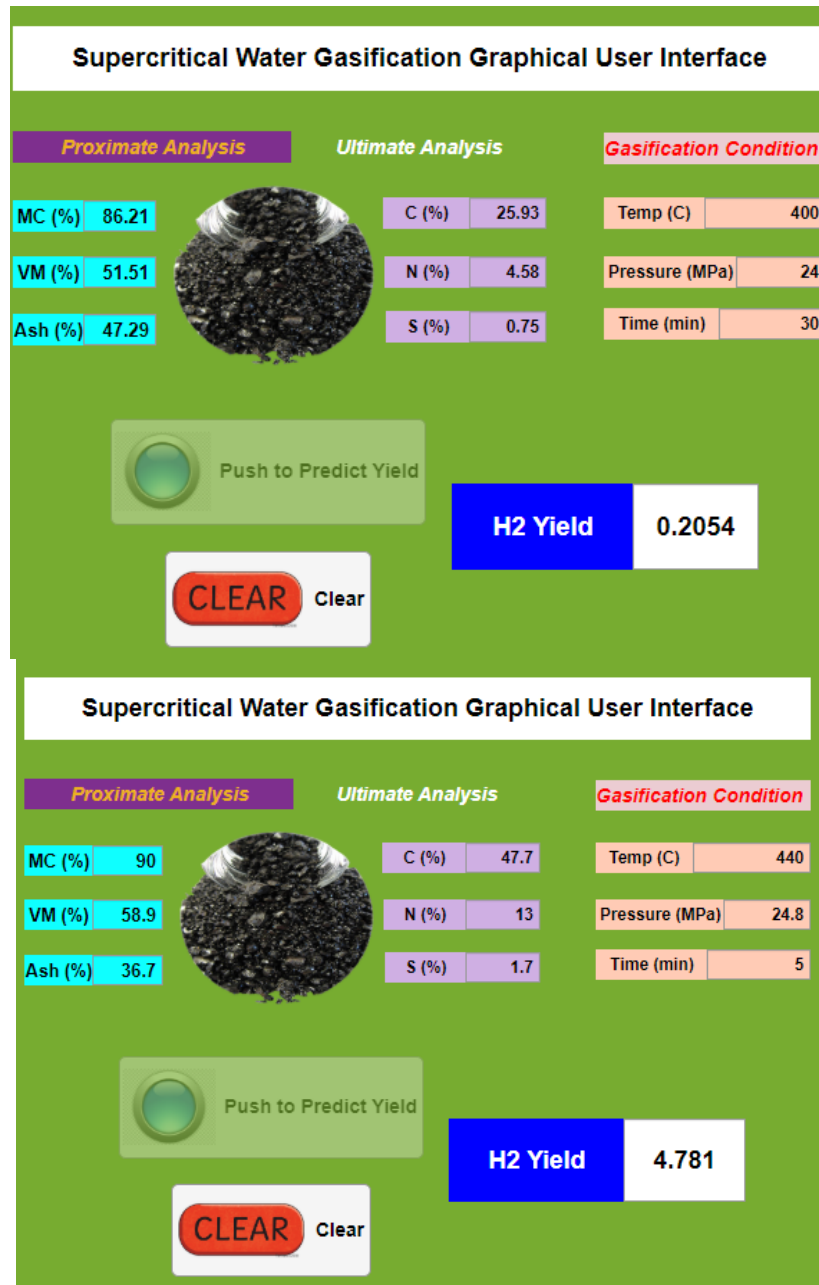 Supercritical Water Gasification Graphical User Interface
Proximate Analysis Ultimate Analysis Gasification Condition
MC (%) 86.21 C (%) 25.93 Temp (C) 400
VM (%) 51.51 N (%) 4.58 Pressure (MPa) 24
Ash (%) 47.29 S (%) 0.75 Time (min) 30
Push to Predict Yield
H2 Yield 0.2054
CLEAR Clear
Supercritical Water Gasification Graphical User Interface
Proximate Analysis Ultimate Analysis Gasification Condition
MC (%) 90 C (%) 47.7 Temp (C) 440
VM (%) 58.9 N (%) 13 Pressure (MPa) 24.8
Ash (%) 36.7 S (%) 1.7 Time (min) 5
Push to Predict Yield
H2 Yield 4.781
CLEAR Clear